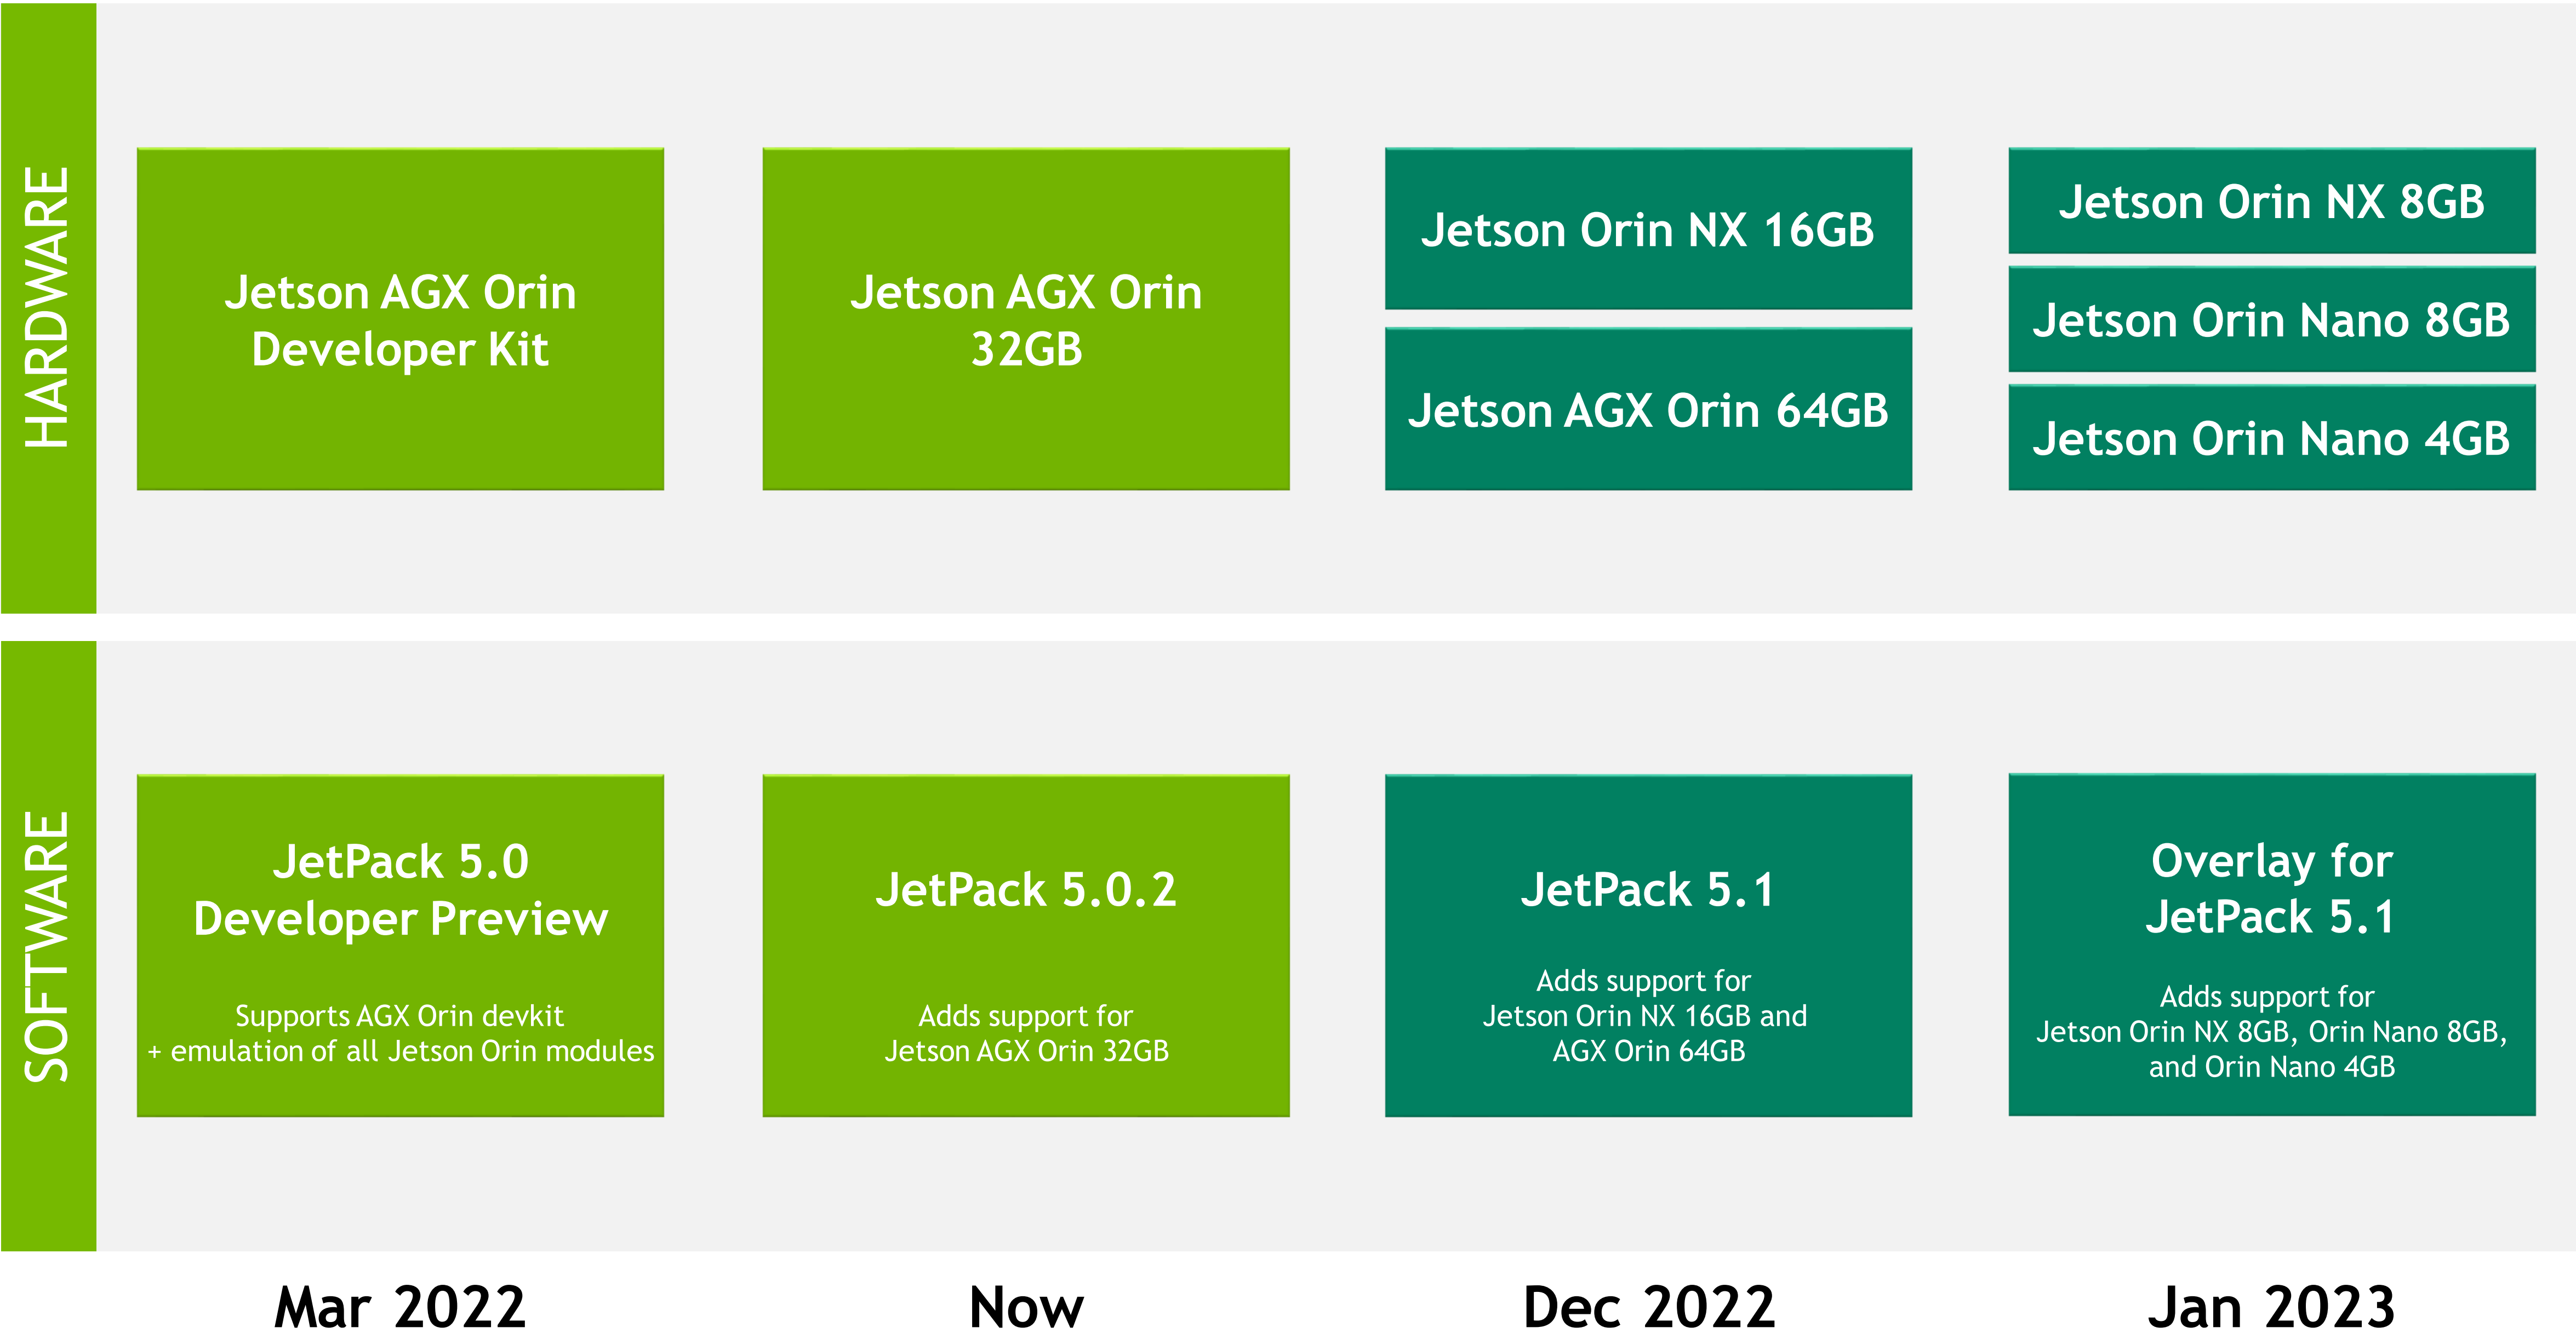 HARDWARE
Jetson AGX Orin
Developer Kit
Jetson AGX Orin
32GB
Jetson Orin NX 16GB
Jetson AGX Orin 64GB
Jetson Orin NX 8GB
Jetson Orin Nano 8GB
Jetson Orin Nano 4GB
SOFTWARE
JetPack 5.0
Developer Preview
Supports AGX Orin devkit
+ emulation of all Jetson Orin modules
JetPack 5.0.2
Adds support for
Jetson AGX Orin 32GB
JetPack 5.1
Adds support for
Jetson Orin NX 16GB and
AGX Orin 64GB
Overlay for
JetPack 5.1
Adds support for
Jetson Orin NX 8GB, Orin Nano 8GB,
and Orin Nano 4GB
Mar 2022
Now
Dec 2022
Jan 2023